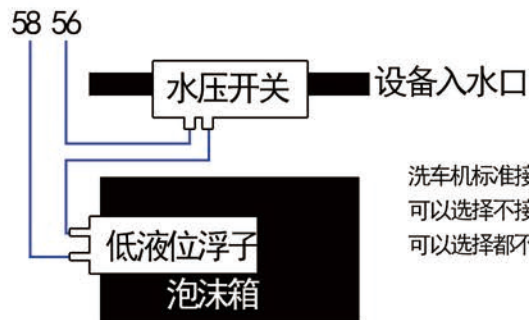 58 56
水压开关
设备入水口
洗车机标准接
可以选择不接
可以选择都不
低液位浮子
泡沫箱